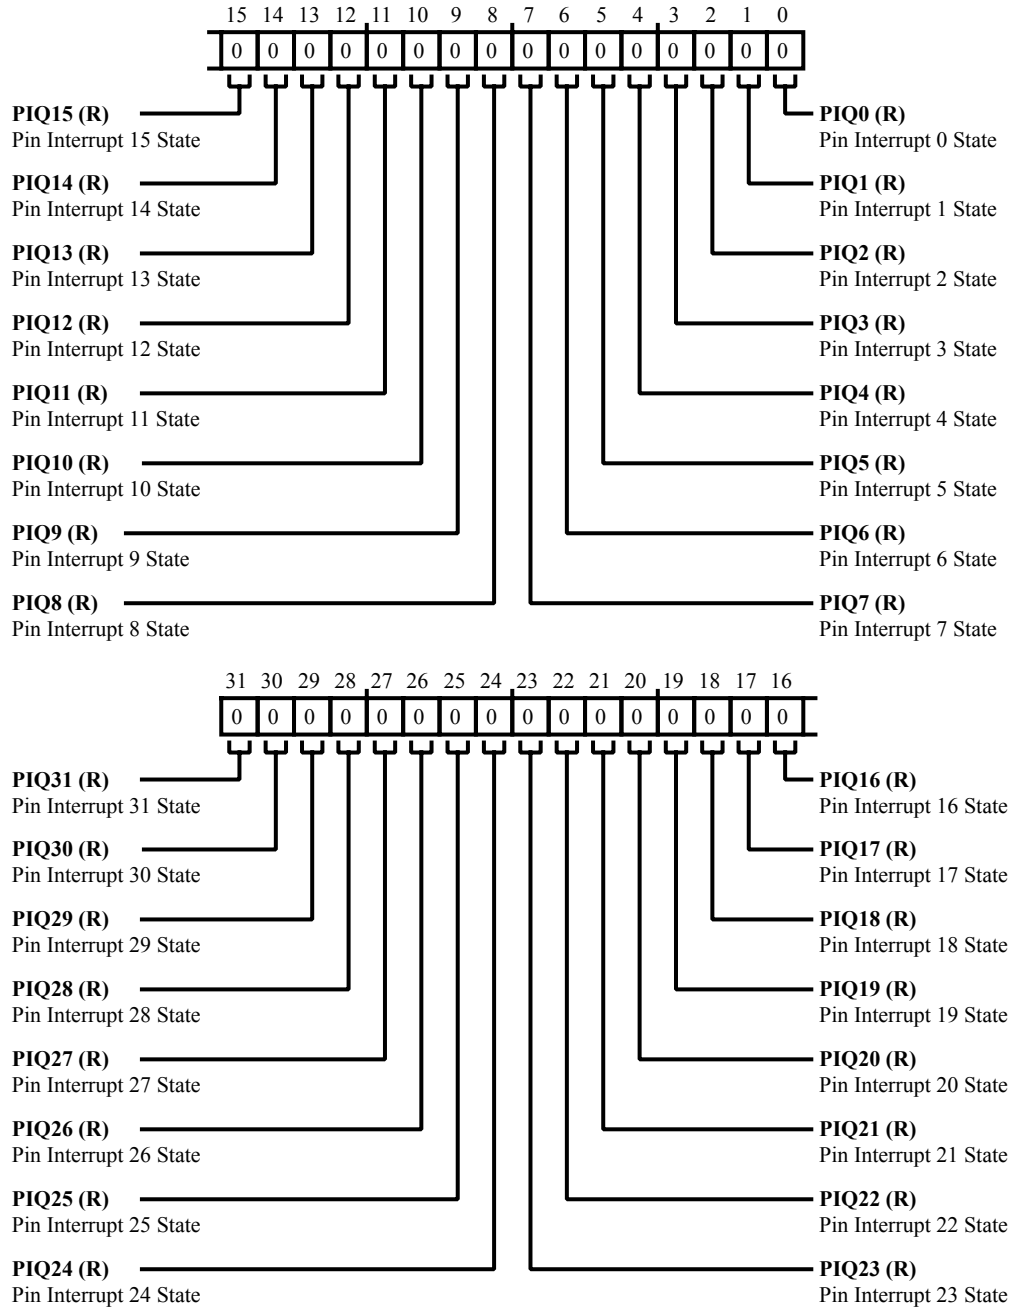 15 14 13 12 11 10 9 8 7 6 5 4 3 2 1 0
0 0 0 0 0 0 0 0 0 0 0 0 0 0 0 0
PIQ15 (R)
Pin Interrupt 15 State
PIQ14 (R)
Pin Interrupt 14 State
PIQ13 (R)
Pin Interrupt 13 State
PIQ12 (R)
Pin Interrupt 12 State
PIQ11 (R)
Pin Interrupt 11 State
PIQ10 (R)
Pin Interrupt 10 State
PIQ9 (R)
Pin Interrupt 9 State
PIQ8 (R)
Pin Interrupt 8 State
PIQ0 (R)
Pin Interrupt 0 State
PIQ1 (R)
Pin Interrupt 1 State
PIQ2 (R)
Pin Interrupt 2 State
PIQ3 (R)
Pin Interrupt 3 State
PIQ4 (R)
Pin Interrupt 4 State
PIQ5 (R)
Pin Interrupt 5 State
PIQ6 (R)
Pin Interrupt 6 State
PIQ7 (R)
Pin Interrupt 7 State
31 30 29 28 27 26 25 24 23 22 21 20 19 18 17 16
0 0 0 0 0 0 0 0 0 0 0 0 0 0 0 0
PIQ31 (R)
Pin Interrupt 31 State
PIQ30 (R)
Pin Interrupt 30 State
PIQ29 (R)
Pin Interrupt 29 State
PIQ28 (R)
Pin Interrupt 28 State
PIQ27 (R)
Pin Interrupt 27 State
PIQ26 (R)
Pin Interrupt 26 State
PIQ25 (R)
Pin Interrupt 25 State
PIQ24 (R)
Pin Interrupt 24 State
PIQ16 (R)
Pin Interrupt 16 State
PIQ17 (R)
Pin Interrupt 17 State
PIQ18 (R)
Pin Interrupt 18 State
PIQ19 (R)
Pin Interrupt 19 State
PIQ20 (R)
Pin Interrupt 20 State
PIQ21 (R)
Pin Interrupt 21 State
PIQ22 (R)
Pin Interrupt 22 State
PIQ23 (R)
Pin Interrupt 23 State